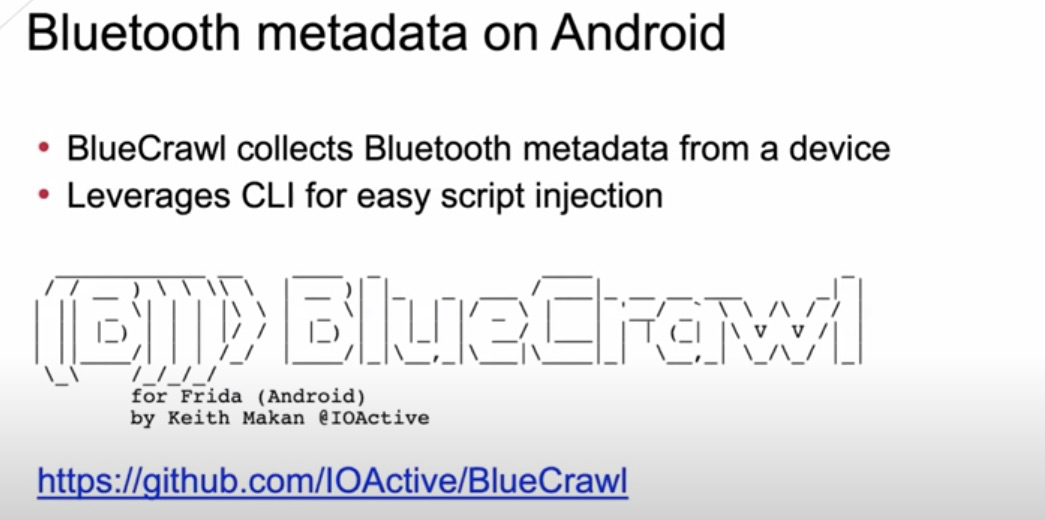 Bluetooth metadata on Android
• BlueCrawl collects Bluetooth metadata from a device
• Leverages CLI for easy script injection
BlueCrawl
for Frida (Android)
by Keith Makan @IOActive
https://github.com/IOActive/BlueCrawl